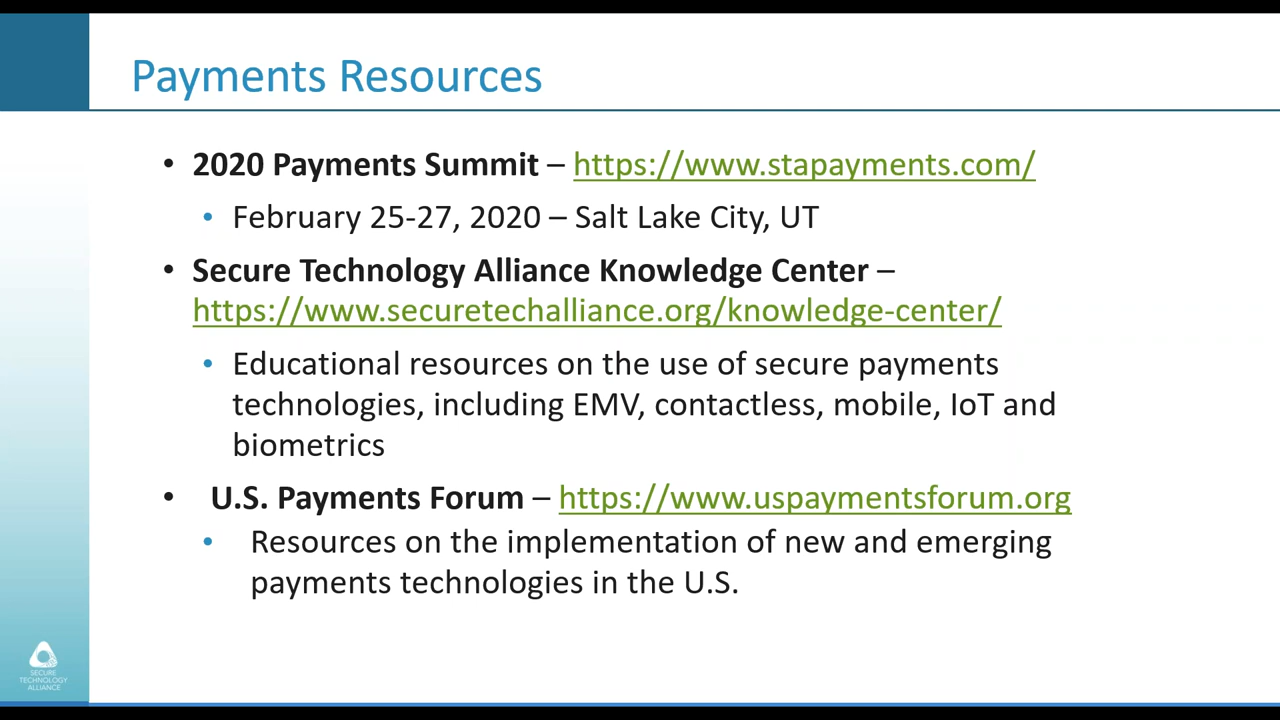 Payments Resources
• 2020 Payments Summit – https://www.stapayments.com/
• February 25-27, 2020 – Salt Lake City, UT
• Secure Technology Alliance Knowledge Center –
https://www.securetechalliance.org/knowledge-center/
• Educational resources on the use of secure payments
technologies, including EMV, contactless, mobile, IoT and
biometrics
• U.S. Payments Forum – https://www.uspaymentsforum.org
• Resources on the implementation of new and emerging
payments technologies in the U.S.
SECURE
TECHNOLOGY
ALLIANCE